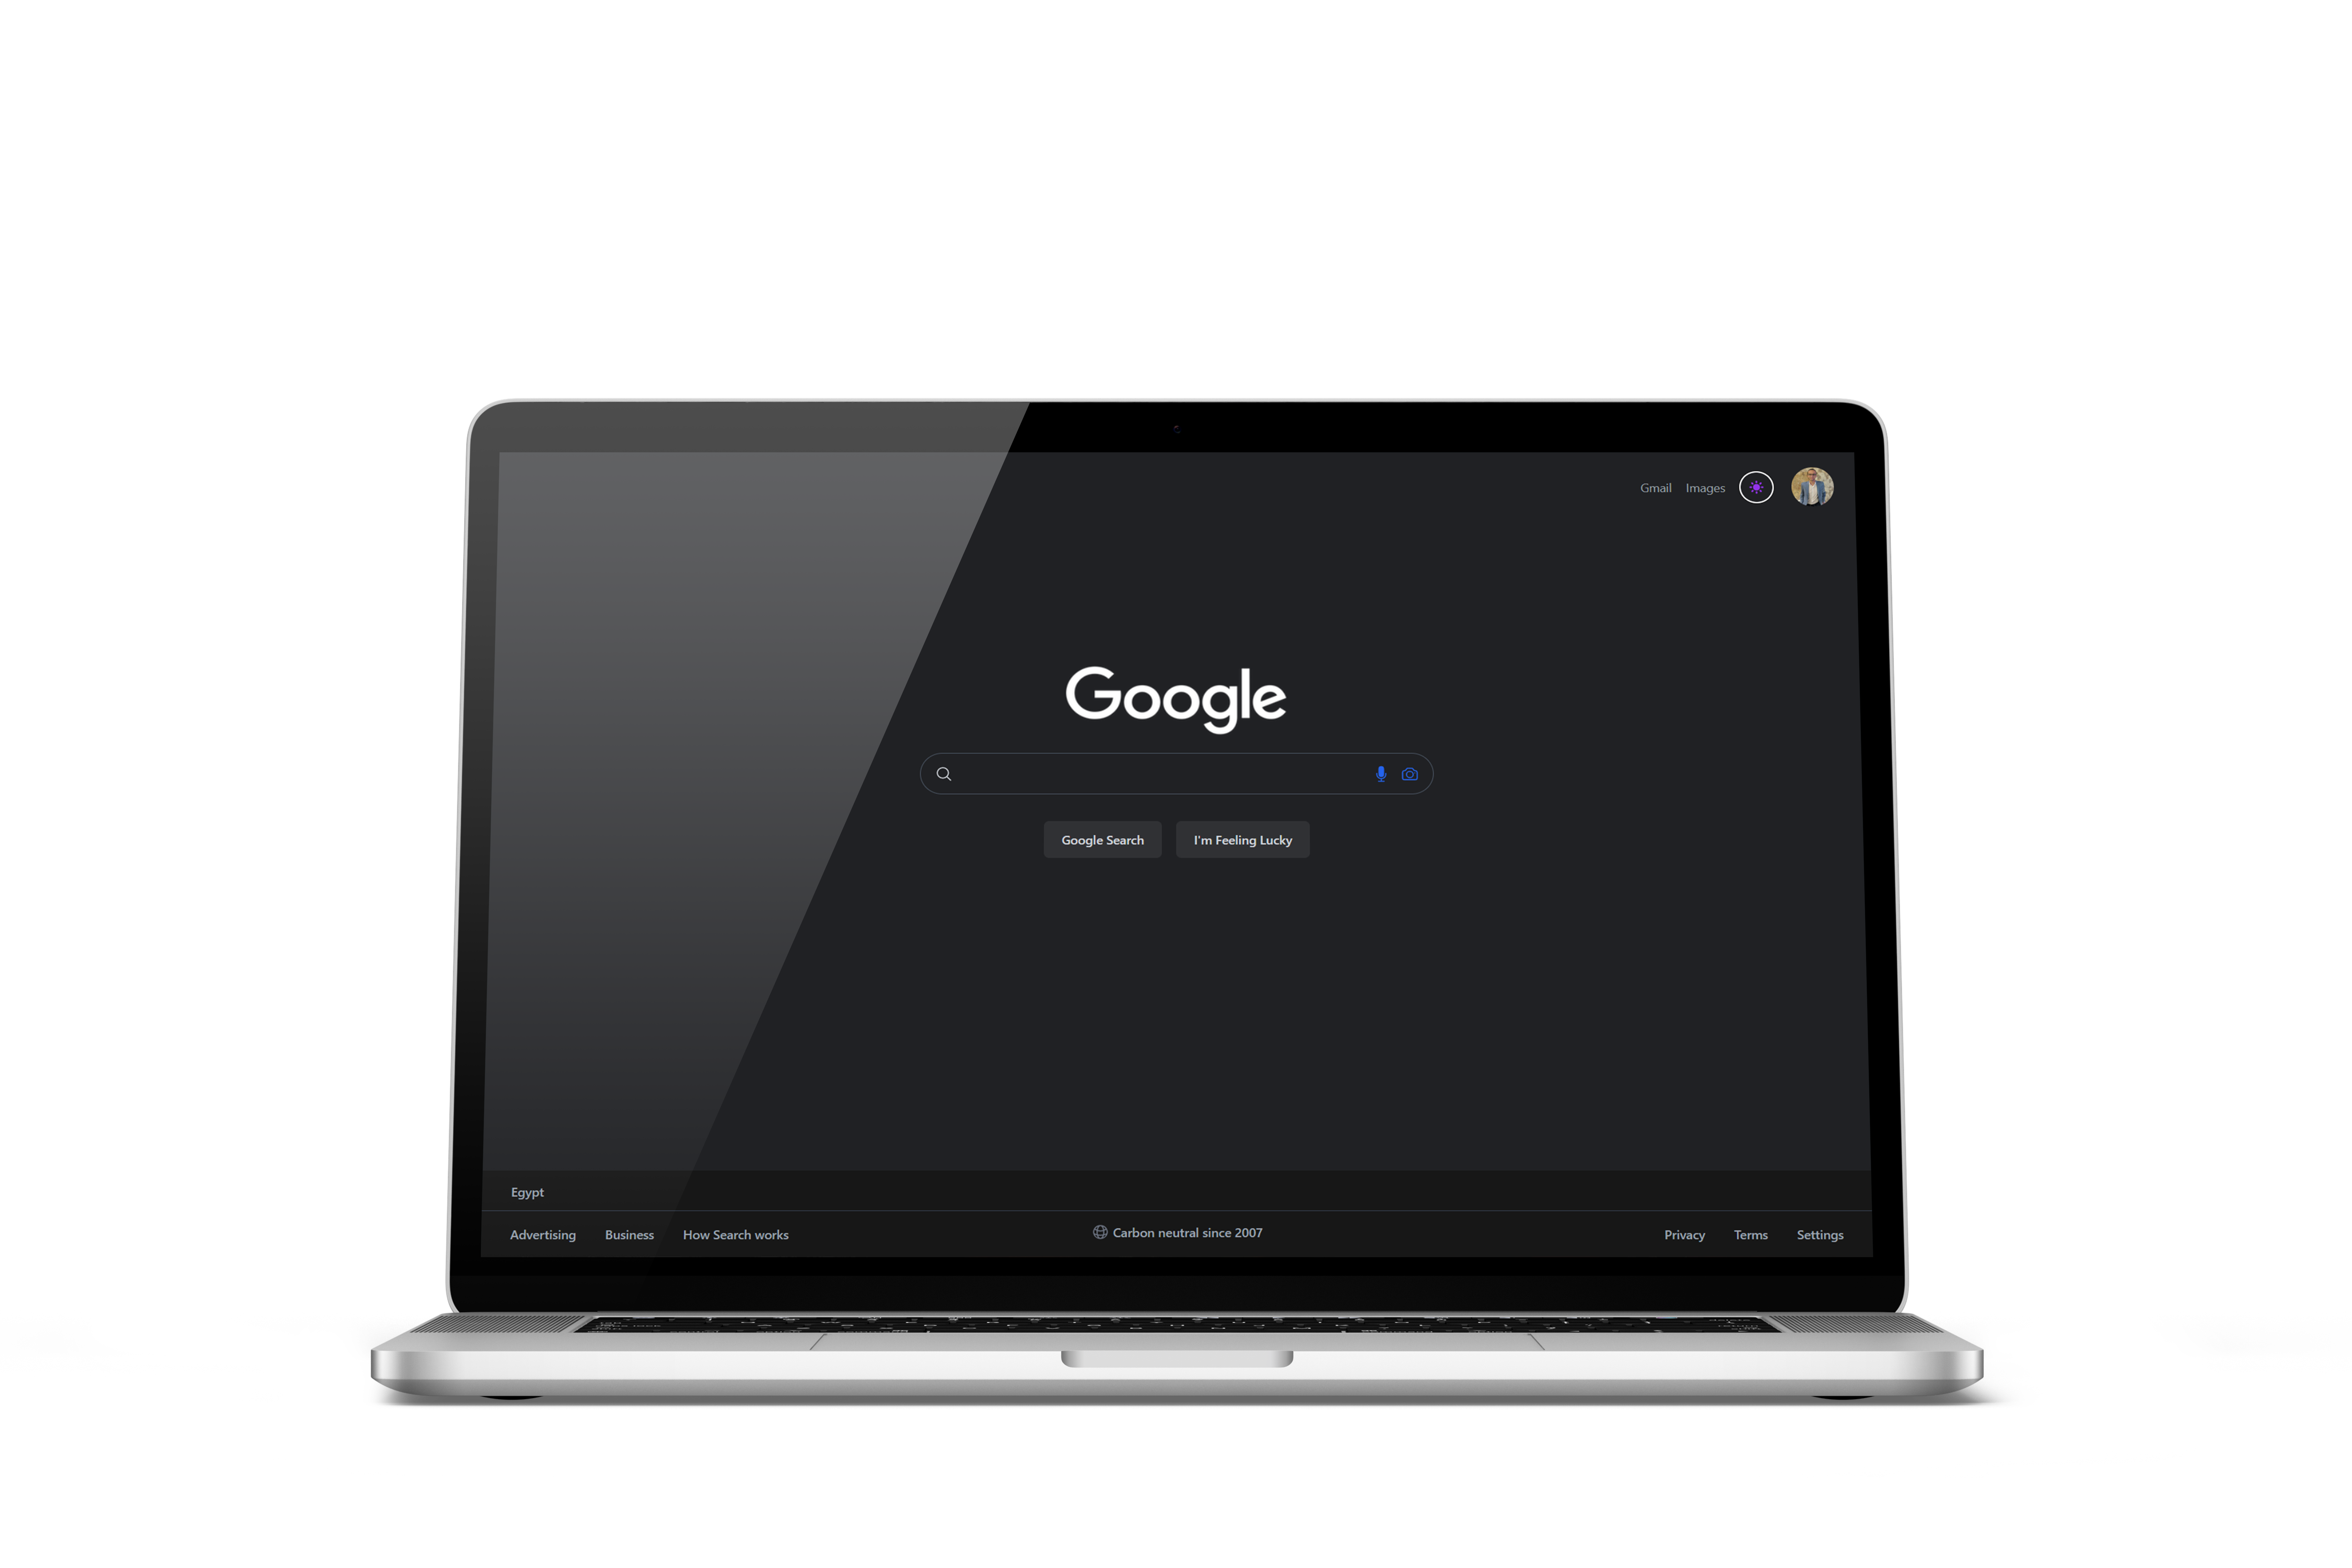 Gmail Images
Google
Google Search I'm Feeling Lucky
Egypt
Advertising Business How Search works Carbon neutral since 2007 Privacy Terms Settings